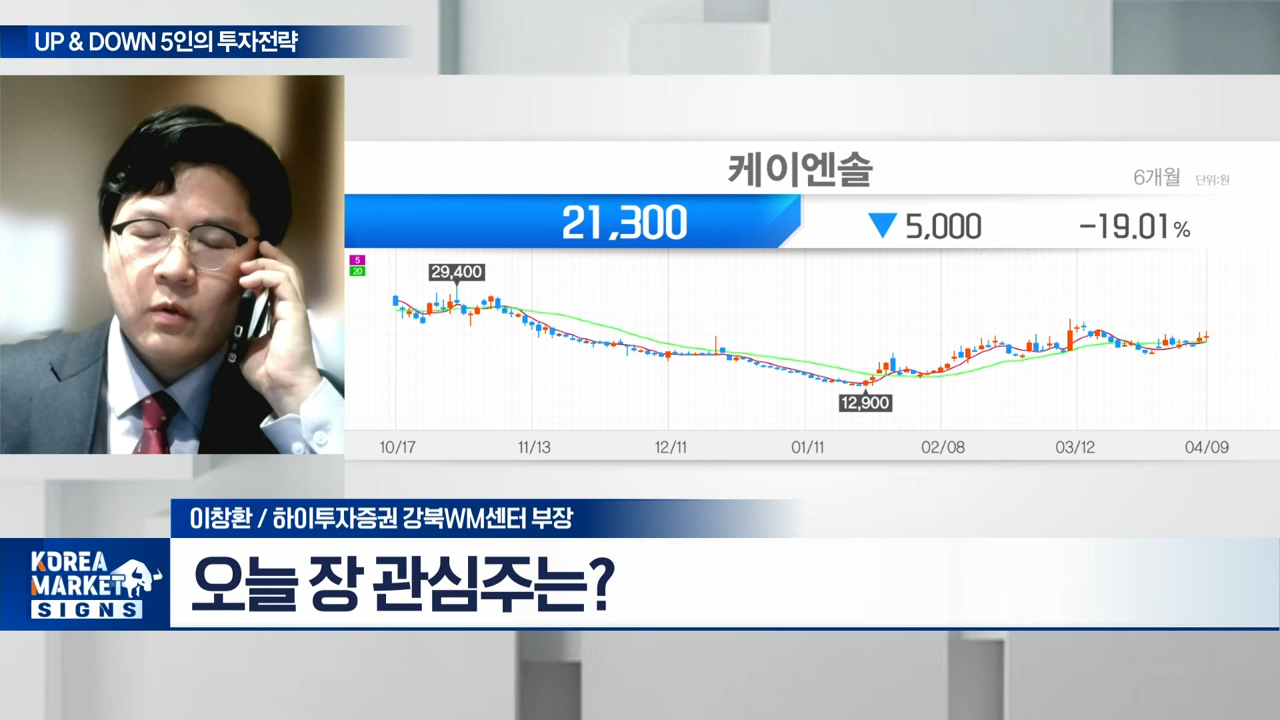 UP & DOWN 5인의 투자전략
케이엔솔
6개월 단위:원
21,300 ▼ 5,000 -19.01%
5
20
29,400
12,900
10/17 11/13 12/11 01/11 02/08 03/12 04/09
이창환 / 하이투자증권 강북WM센터 부장
KOREA
MARKET
SIGNS
오늘 장 관심주는?